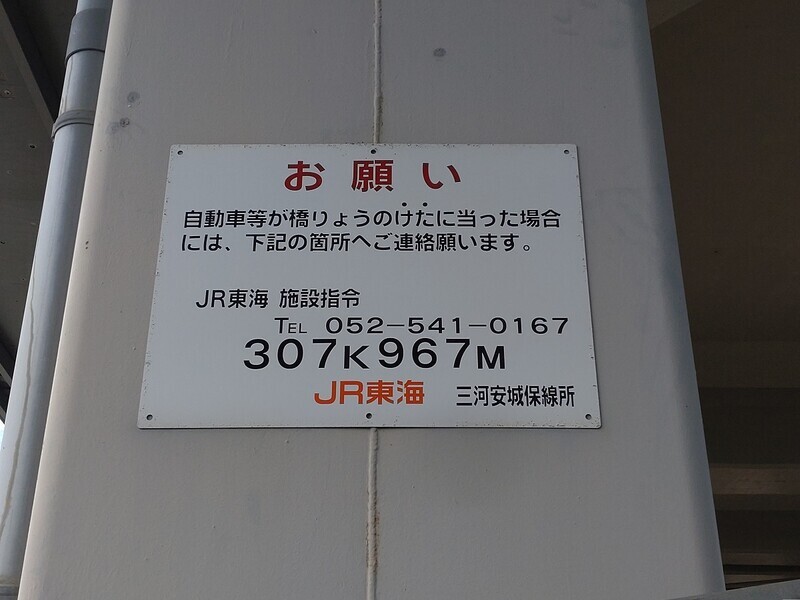 お願い
自動車等が橋りょうのけたに当った場合
には、下記の箇所へご連絡願います。
JR東海 施設指令
TEL 052-541-0167
307K967M
JR東海 三河安城保線所